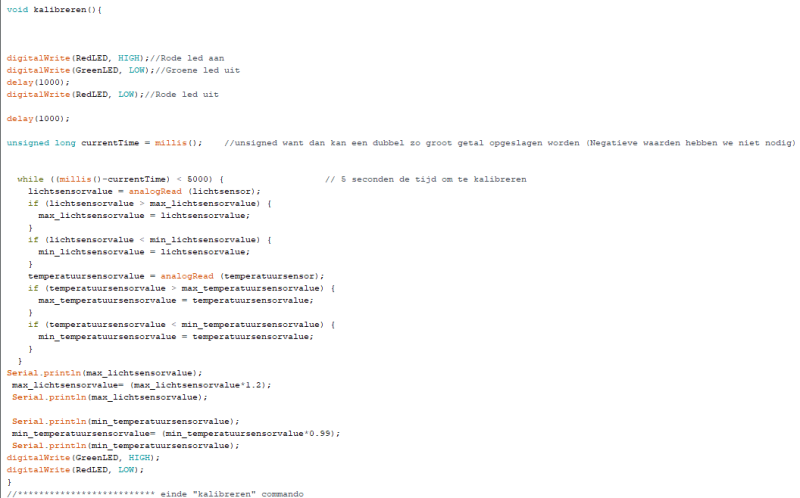 void kalibreren(){
digitalWrite(RedLED, HIGH);//Rode led aan
digitalWrite(GreenLED, LOW);//Groene led uit
delay(1000);
digitalWrite(RedLED, LOW);//Rode led uit
delay(1000);
unsigned long currentTime = millis();    //unsigned want dan kan een dubbel zo groot getal opgeslagen worden (Negatieve waarden hebben we niet nodig)
while ((millis()-currentTime) < 5000) {                   // 5 seconden de tijd om te kalibreren
lichtsensorvalue = analogRead (lichtsensor);
if (lichtsensorvalue > max_lichtsensorvalue) {
max_lichtsensorvalue = lichtsensorvalue;
}
if (lichtsensorvalue < min_lichtsensorvalue) {
min_lichtsensorvalue = lichtsensorvalue;
}
temperatuursensorvalue = analogRead (temperatuursensor);
if (temperatuursensorvalue > max_temperatuursensorvalue) {
max_temperatuursensorvalue = temperatuursensorvalue;
}
if (temperatuursensorvalue < min_temperatuursensorvalue) {
min_temperatuursensorvalue = temperatuursensorvalue;
}
}
Serial.println(max_lichtsensorvalue);
max_lichtsensorvalue= (max_lichtsensorvalue*1.2);
Serial.println(max_lichtsensorvalue);
Serial.println(min_temperatuursensorvalue);
min_temperatuursensorvalue= (min_temperatuursensorvalue*0.99);
Serial.println(min_temperatuursensorvalue);
digitalWrite(GreenLED, HIGH);
digitalWrite(RedLED, LOW);
}
//************************** einde "kalibreren" commando